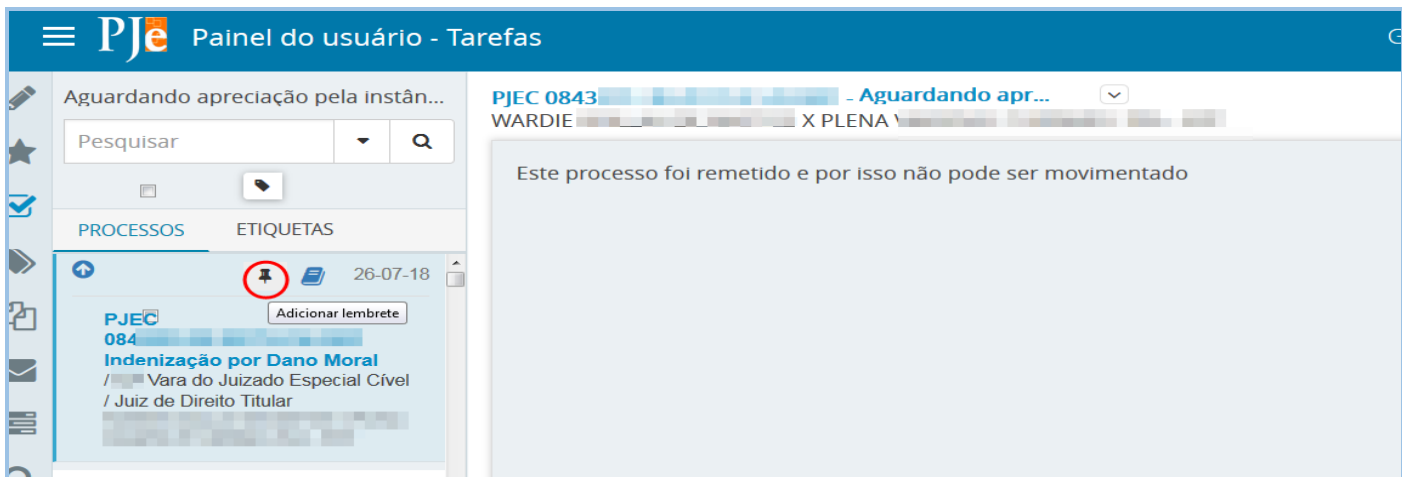 PJe Painel do usuário - Tarefas
Aguardando apreciação pela instân...
Pesquisar
PROCESSOS ETIQUETAS
26-07-18
Adicionar lembrete
PJEC
084
Indenização por Dano Moral
/ Vara do Juizado Especial Cível
/ Juiz de Direito Titular
PJEC 0843 - Aguardando apr...
WARDIE X PLENA
Este processo foi remetido e por isso não pode ser movimentado